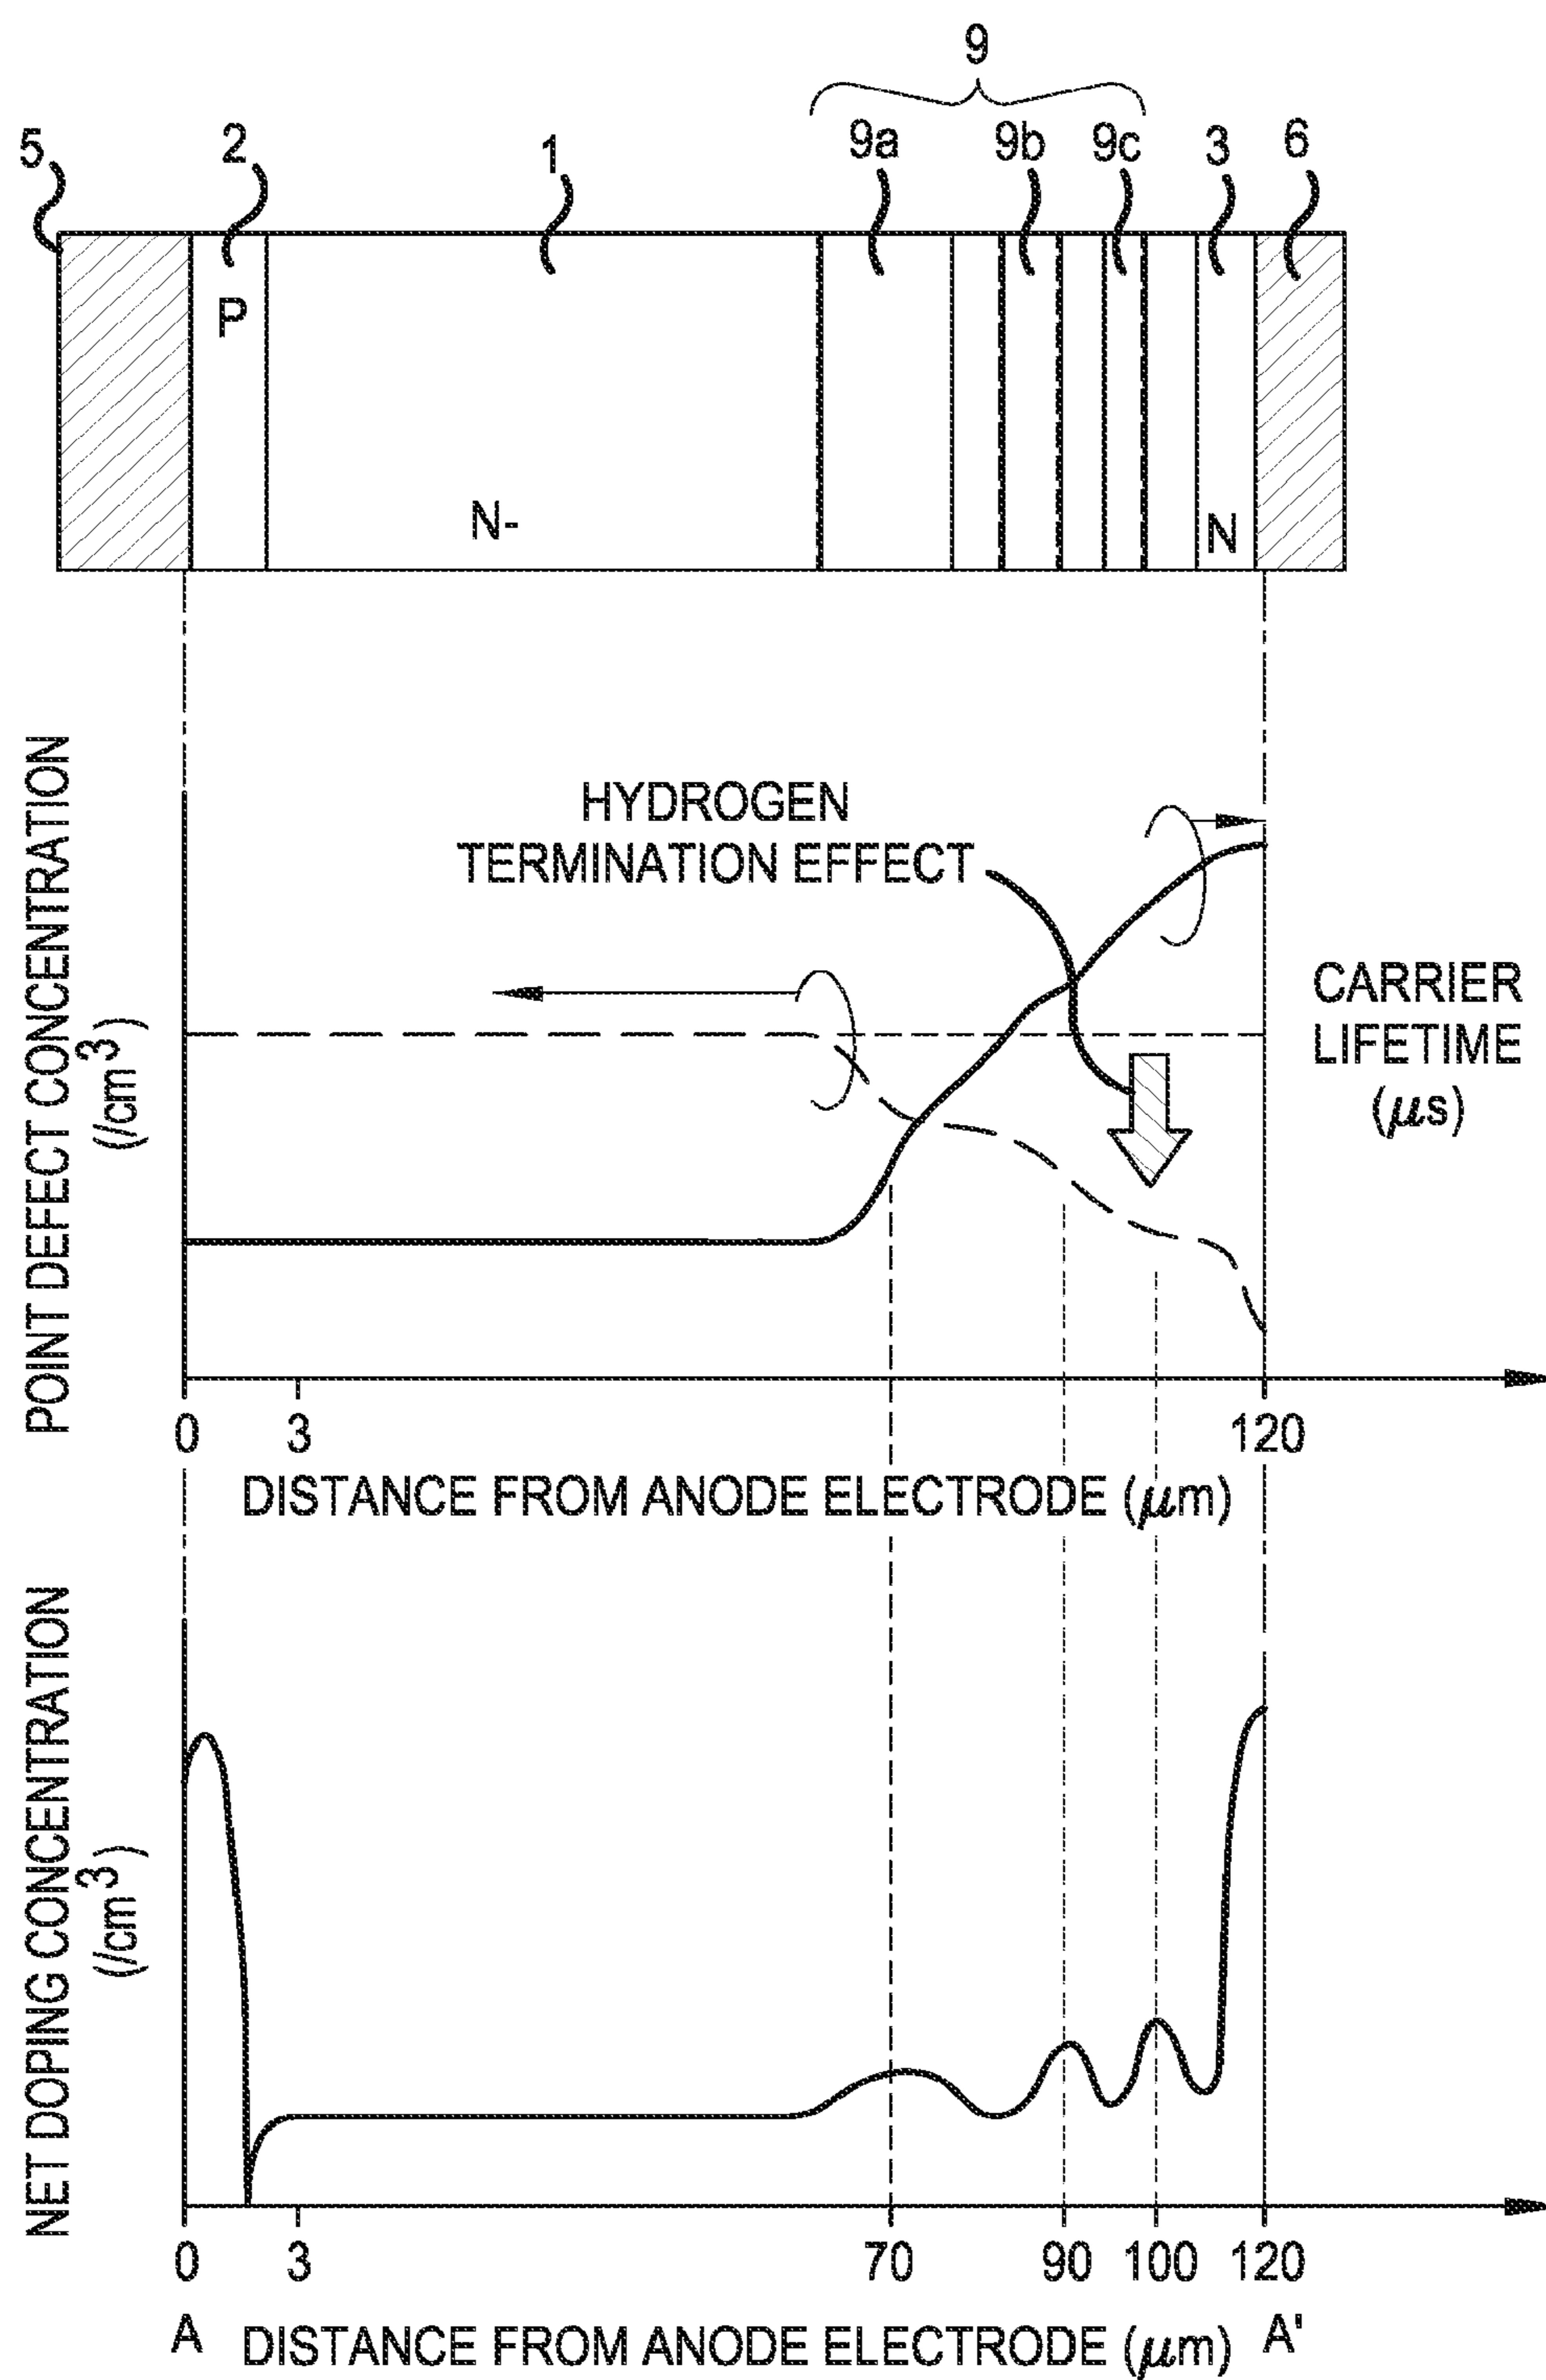 9
5
2
1
9a
9b
9c
3
6
P
N-
N
POINT DEFECT CONCENTRATION
(/cm³)
HYDROGEN
TERMINATION EFFECT
CARRIER
LIFETIME
(μs)
0
3
120
DISTANCE FROM ANODE ELECTRODE (μm)
NET DOPING CONCENTRATION
(/cm³)
0
3
70
90
100
120
A
DISTANCE FROM ANODE ELECTRODE (μm)
A'